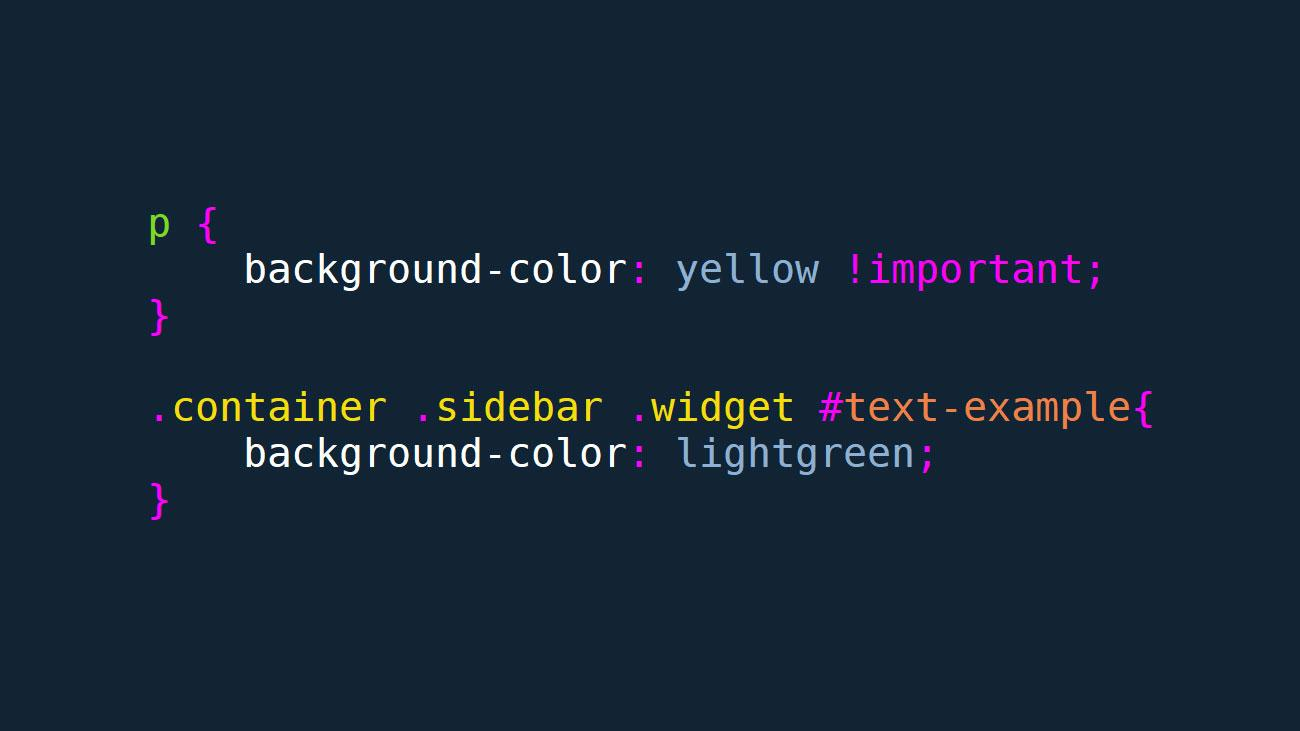 p {
    background-color: yellow !important;
}

.container .sidebar .widget #text-example{
    background-color: lightgreen;
}